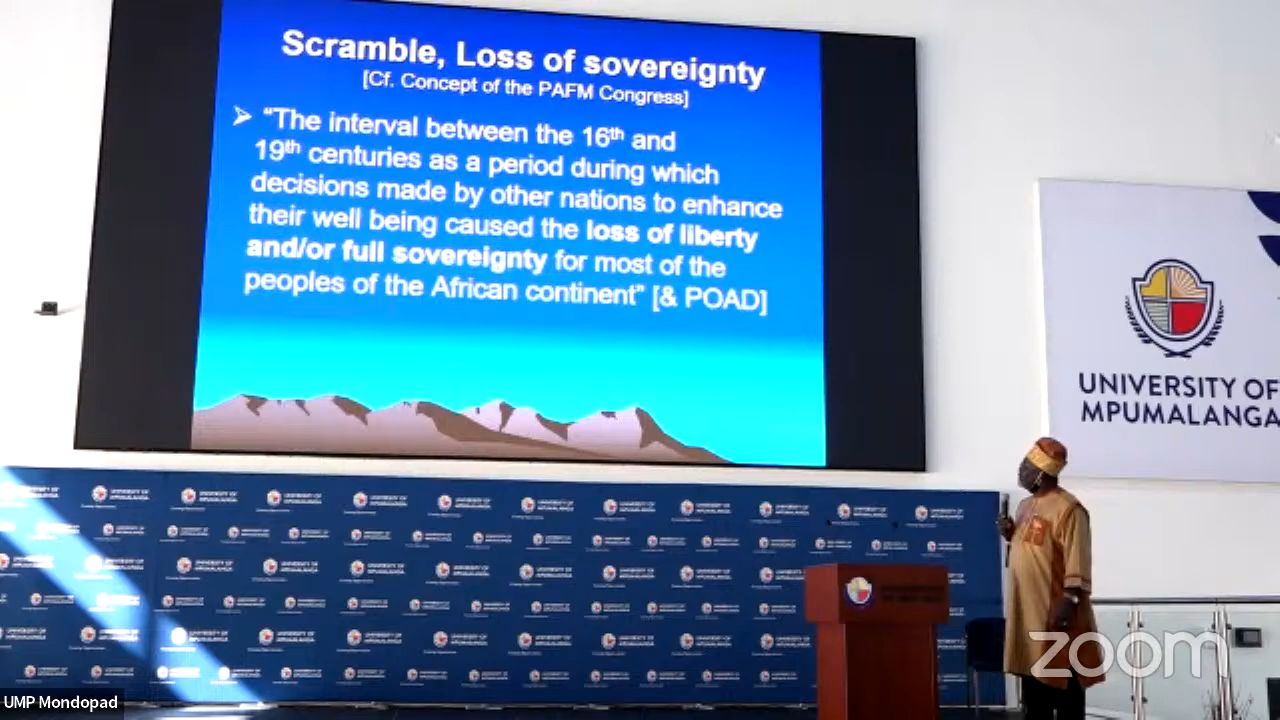 Scramble, Loss of sovereignty
[Cf. Concept of the PAFM Congress]
➢ “The interval between the 16th and
19th centuries as a period during which
decisions made by other nations to enhance
their well being caused the loss of liberty
and/or full sovereignty for most of the
peoples of the African continent” [& POAD]
UNIVERSITY OF
MPUMALANGA
UNIVERSITY OF
MPUMALANGA
zoom
UMP Mondopad